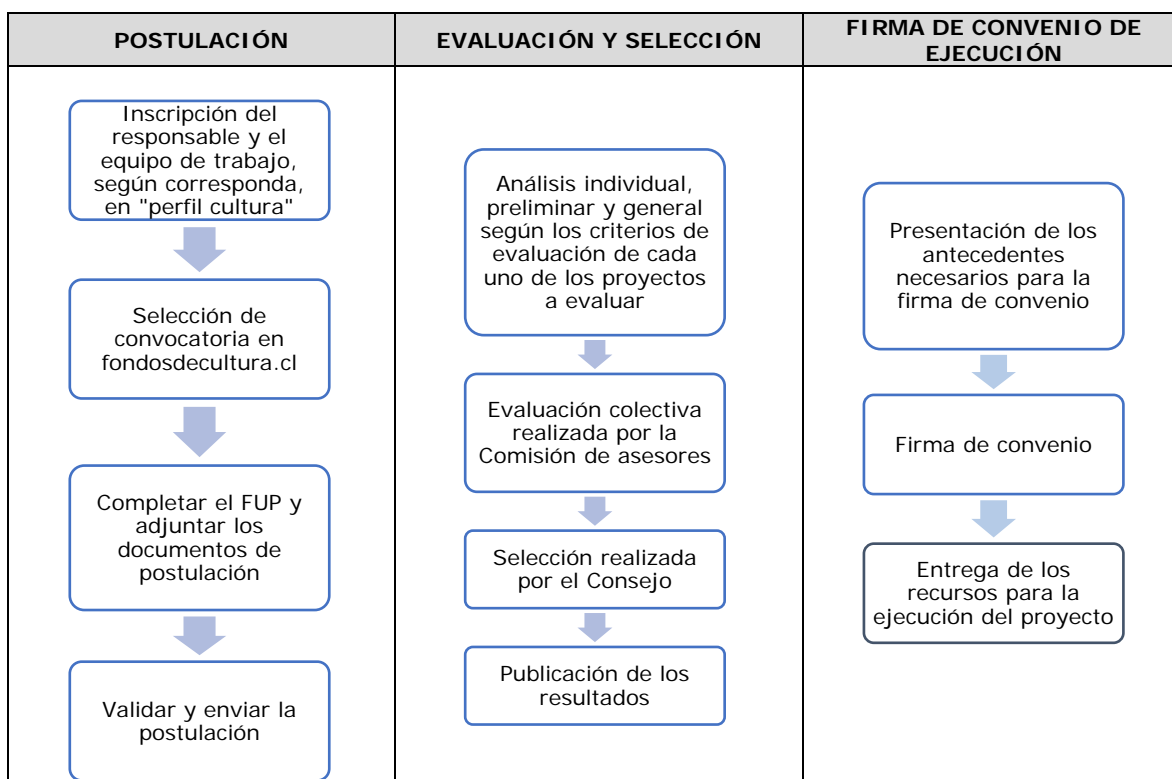 POSTULACIÓN
Inscripción del
responsable y el
equipo de trabajo,
según corresponda,
en "perfil cultura"
Selección de
convocatoria en
fondosdecultura.cl
Completar el FUP y
adjuntar los
documentos de
postulación
Validar y enviar la
postulación
EVALUACIÓN Y SELECCIÓN
Análisis individual,
preliminar y general
según los criterios de
evaluación de cada
uno de los proyectos
a evaluar
Evaluación colectiva
realizada por la
Comisión de asesores
Selección realizada
por el Consejo
Publicación de los
resultados
FIRMA DE CONVENIO DE
EJECUCIÓN
Presentación de los
antecedentes
necesarios para la
firma de convenio
Firma de convenio
Entrega de los
recursos para la
ejecución del proyecto